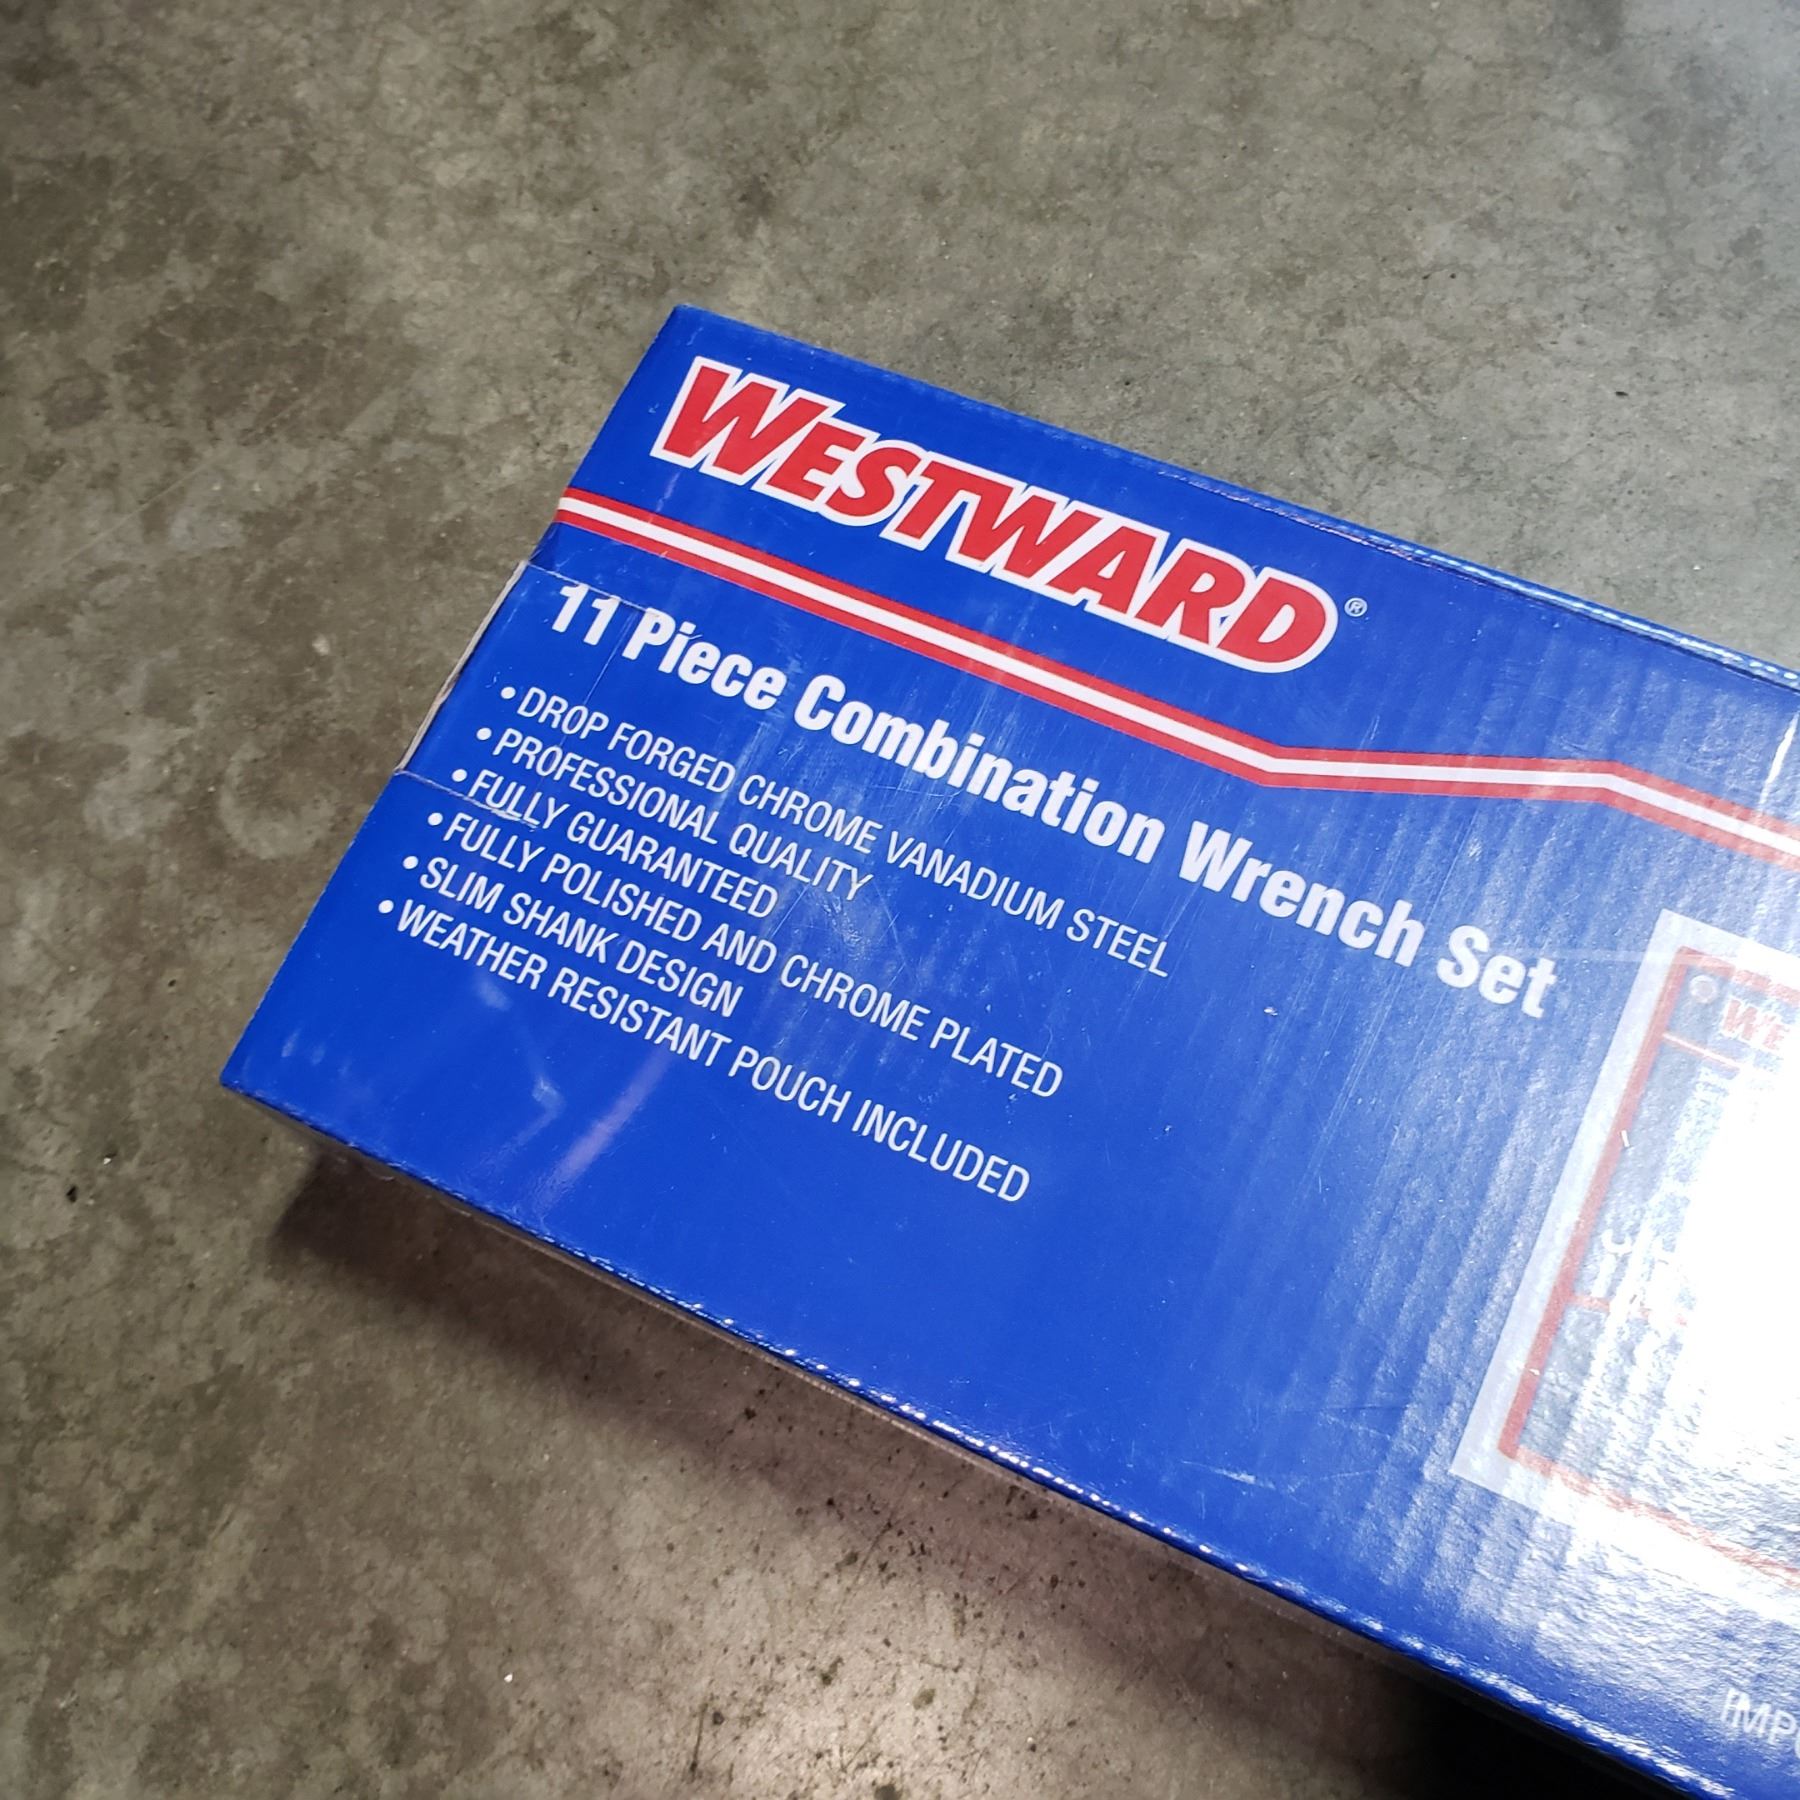 WESTWARD®
11 Piece Combination Wrench Set
• DROP FORGED CHROME VANADIUM STEEL
• PROFESSIONAL QUALITY
• FULLY GUARANTEED
• FULLY POLISHED AND CHROME PLATED
• SLIM SHANK DESIGN
• WEATHER RESISTANT POUCH INCLUDED